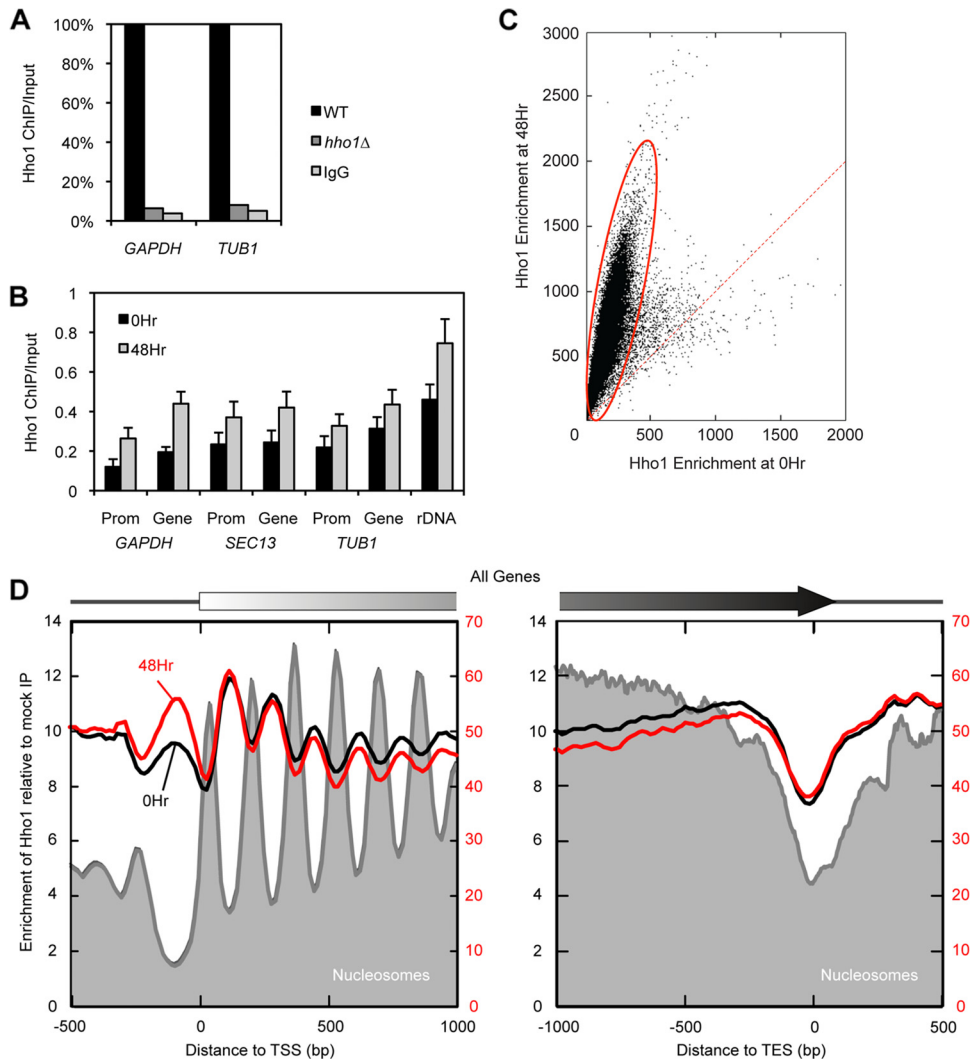 A
100%
80%
60%
40%
20%
0%
Hho1 ChIP/Input
GAPDH
TUB1
WT
hho1Δ
IgG
B
1
0.8
0.6
0.4
0.2
0
Hho1 ChIP/Input
0Hr
48Hr
Prom Gene Prom Gene Prom Gene rDNA
GAPDH SEC13 TUB1
C
3000
2500
2000
1500
1000
500
Hho1 Enrichment at 48Hr
0 500 1000 1500 2000
Hho1 Enrichment at 0Hr
D
All Genes
14
12
10
8
6
4
2
0
Enrichment of Hho1 relative to mock IP
48Hr
0Hr
Nucleosomes
70
60
50
40
30
20
10
0
-500 0 500 1000
Distance to TSS (bp)
14
12
10
8
6
4
2
0
Nucleosomes
70
60
50
40
30
20
10
0
-1000 -500 0 500
Distance to TES (bp)